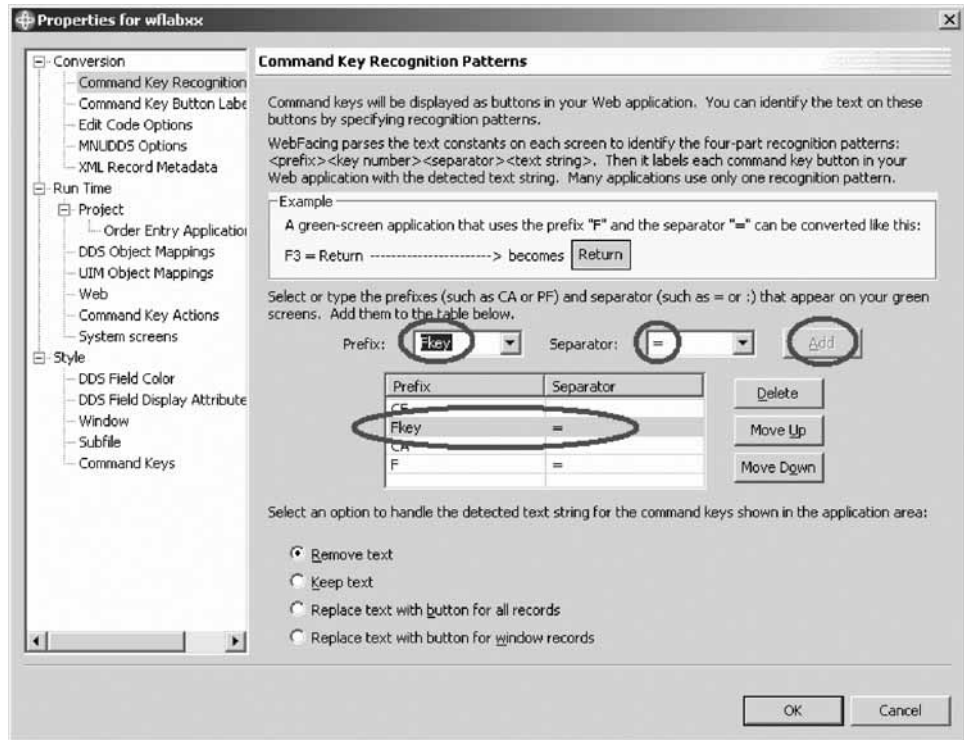 Properties for wflabxx
Conversion
Command Key Recognition
Command Key Button Labe
Edit Code Options
MNUDDS Options
XML Record Metadata
Run Time
Project
Order Entry Application
DDS Object Mappings
UIM Object Mappings
Web
Command Key Actions
System screens
Style
DDS Field Color
DDS Field Display Attribute
Window
Subfile
Command Keys
Command Key Recognition Patterns
Command keys will be displayed as buttons in your Web application. You can identify the text on these
buttons by specifying recognition patterns.
WebFacing parses the text constants on each screen to identify the four-part recognition patterns:
<prefix><key number><separator><text string>. Then it labels each command key button in your
Web application with the detected text string. Many applications use only one recognition pattern.
Example
A green-screen application that uses the prefix "F" and the separator "=" can be converted like this:
F3 = Return ----------------------> becomes Return
Select or type the prefixes (such as CA or PF) and separator (such as = or :) that appear on your green
screens. Add them to the table below.
Prefix: Fkey Separator: = Add
Prefix Separator
Delete
Fkey =
Move Up
CA
F =
Move Down
Select an option to handle the detected text string for the command keys shown in the application area:
Remove text
Keep text
Replace text with button for all records
Replace text with button for window records
OK Cancel